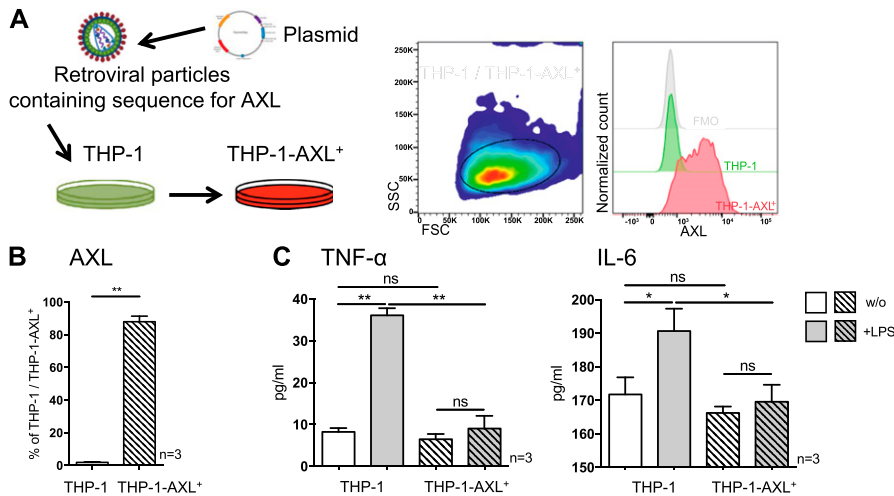 A
Plasmid
Retroviral particles
containing sequence for AXL
THP-1
THP-1-AXL⁺
THP-1 / THP-1-AXL⁺
250K
200K
150K
100K
50K
0
SSC
0 50K 100K 150K 200K 250K
FSC
Normalized count
FMO
THP-1
THP-1-AXL⁺
-10³ 10³ 10⁴ 10⁵
AXL
B
AXL
**
100
80
60
40
20
0
% of THP-1 / THP-1-AXL⁺
n=3
THP-1 THP-1-AXL⁺
C
TNF-α
ns
** **
ns
40
30
20
10
0
pg/ml
n=3
THP-1 THP-1-AXL⁺
IL-6
ns
* *
ns
200
190
180
170
160
150
pg/ml
n=3
THP-1 THP-1-AXL⁺
w/o
+LPS